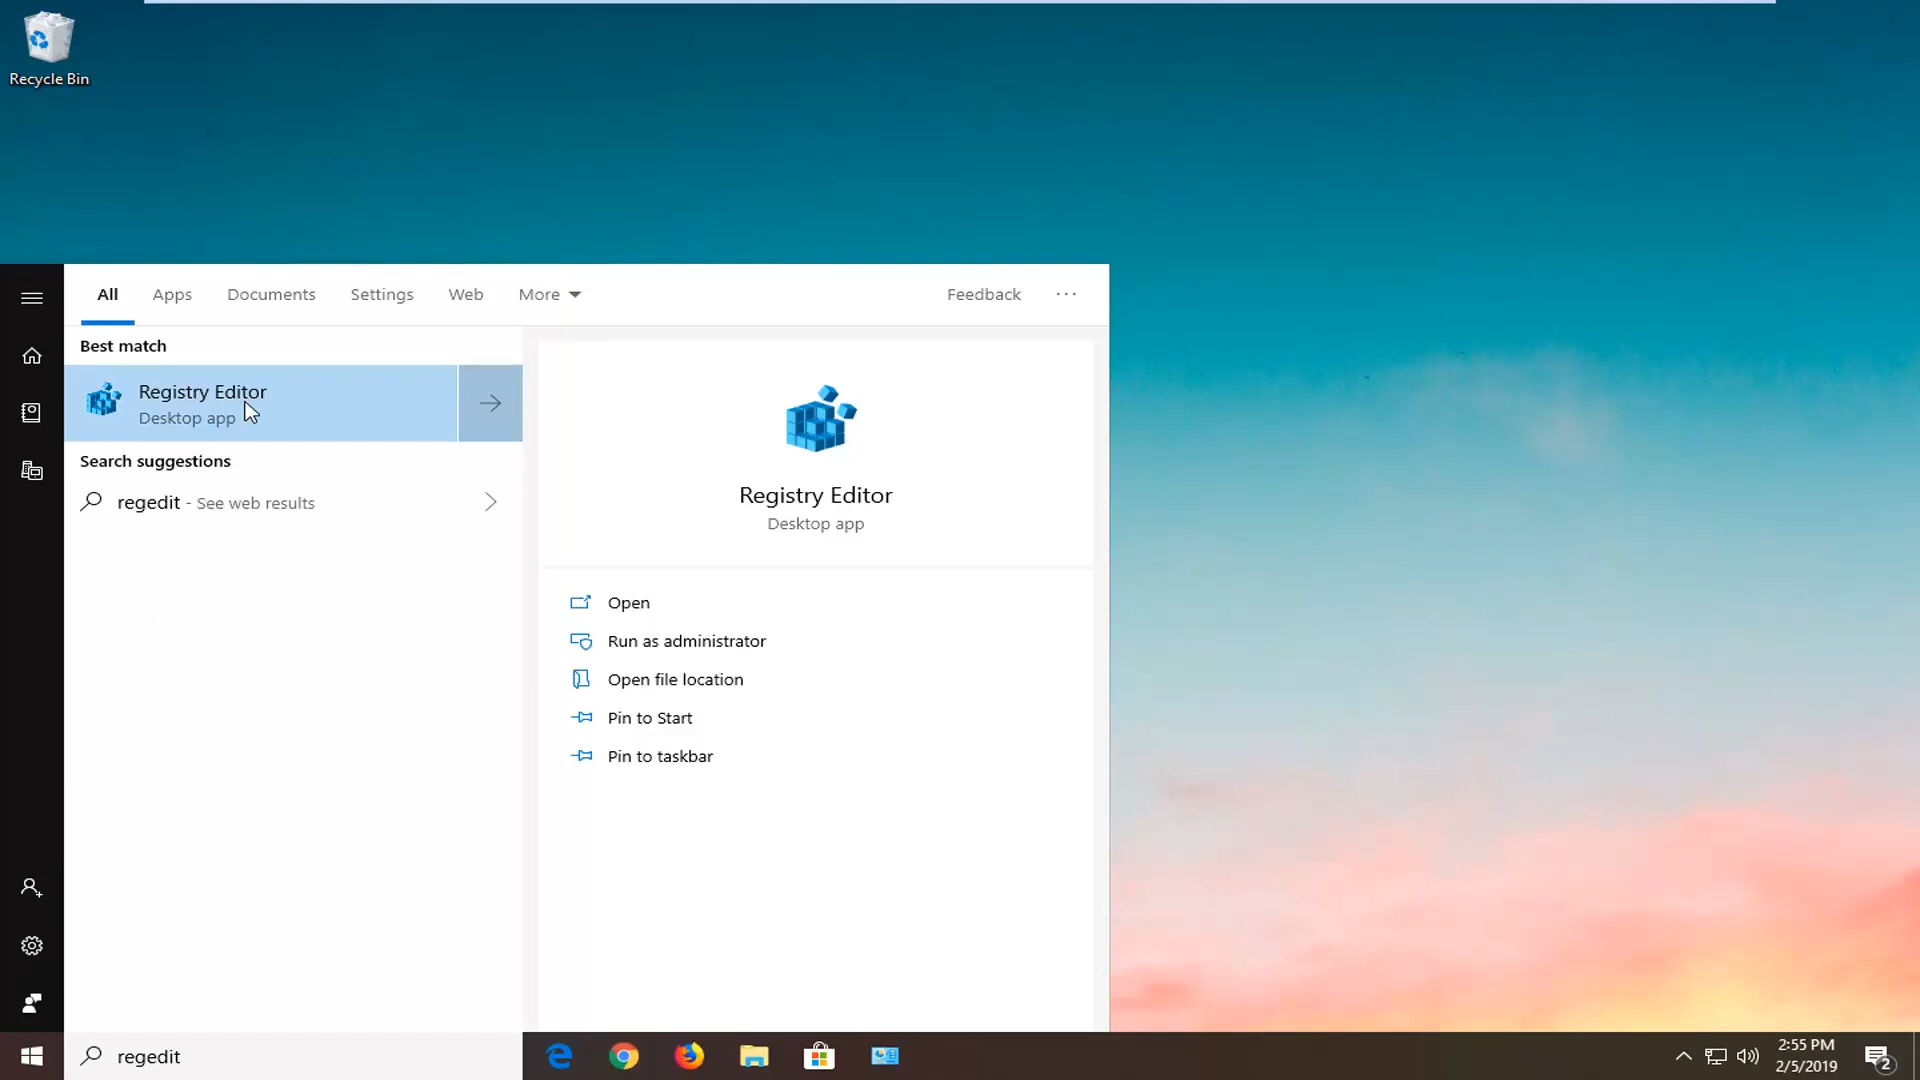 Recycle Bin
All Apps Documents Settings Web More Feedback ···
Best match
Registry Editor
Desktop app
Search suggestions
regedit - See web results
Registry Editor
Desktop app
Open
Run as administrator
Open file location
Pin to Start
Pin to taskbar
regedit
2:55 PM
2/5/2019
2